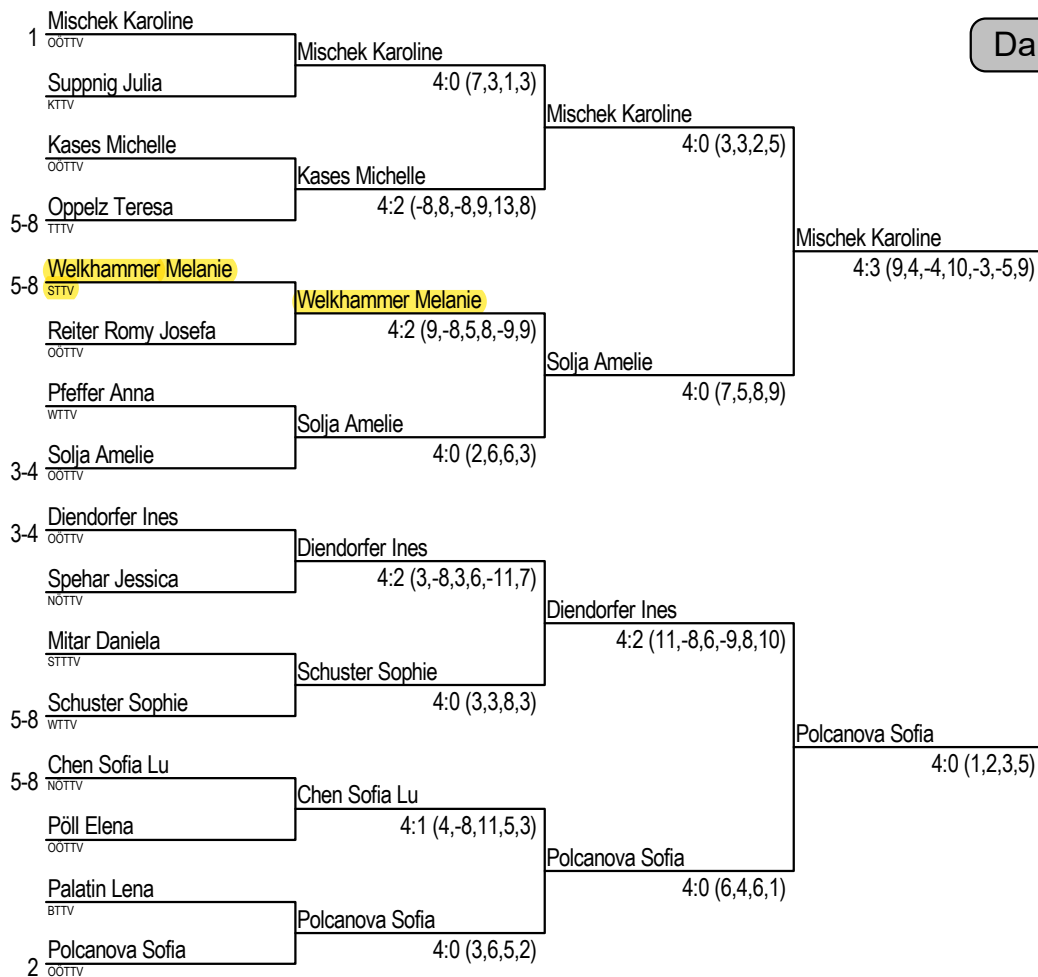 Mischek Karoline
1
OÖTTV
Da
Mischek Karoline
Suppnig Julia
4:0 (7,3,1,3)
KTTV
Mischek Karoline
Kases Michelle
4:0 (3,3,2,5)
OÖTTV
Kases Michelle
Oppelz Teresa
4:2 (-8,8,-8,9,13,8)
5-8
TTTV
Mischek Karoline
Welkhammer Melanie
4:3 (9,4,-4,10,-3,-5,9)
5-8
STTV
Welkhammer Melanie
Reiter Romy Josefa
4:2 (9,-8,5,8,-9,9)
OÖTTV
Solja Amelie
Pfeffer Anna
4:0 (7,5,8,9)
WTTV
Solja Amelie
Solja Amelie
4:0 (2,6,6,3)
3-4
OÖTTV
Diendorfer Ines
3-4
OÖTTV
Diendorfer Ines
Spehar Jessica
4:2 (3,-8,3,6,-11,7)
NÖTTV
Diendorfer Ines
Mitar Daniela
4:2 (11,-8,6,-9,8,10)
STTTV
Schuster Sophie
Schuster Sophie
4:0 (3,3,8,3)
5-8
WTTV
Polcanova Sofia
Chen Sofia Lu
4:0 (1,2,3,5)
5-8
NÖTTV
Chen Sofia Lu
Pöll Elena
4:1 (4,-8,11,5,3)
OÖTTV
Polcanova Sofia
Palatin Lena
4:0 (6,4,6,1)
BTTV
Polcanova Sofia
Polcanova Sofia
4:0 (3,6,5,2)
2
OÖTTV